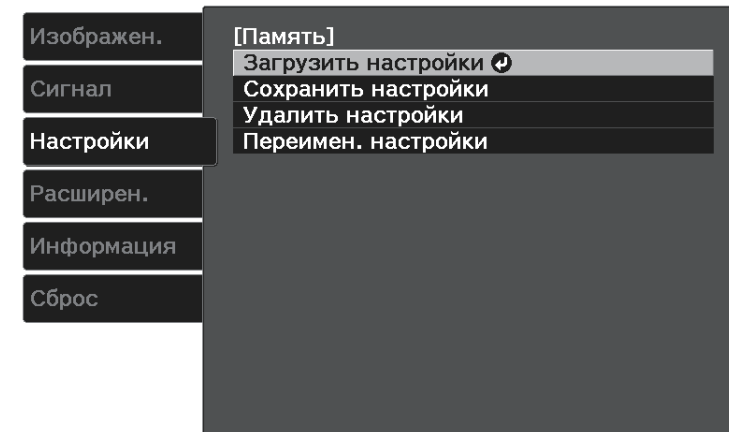 Изображен.
Сигнал
Настройки
Расширен.
Информация
Сброс
[Память]
Загрузить настройки
Сохранить настройки
Удалить настройки
Переимен. настройки